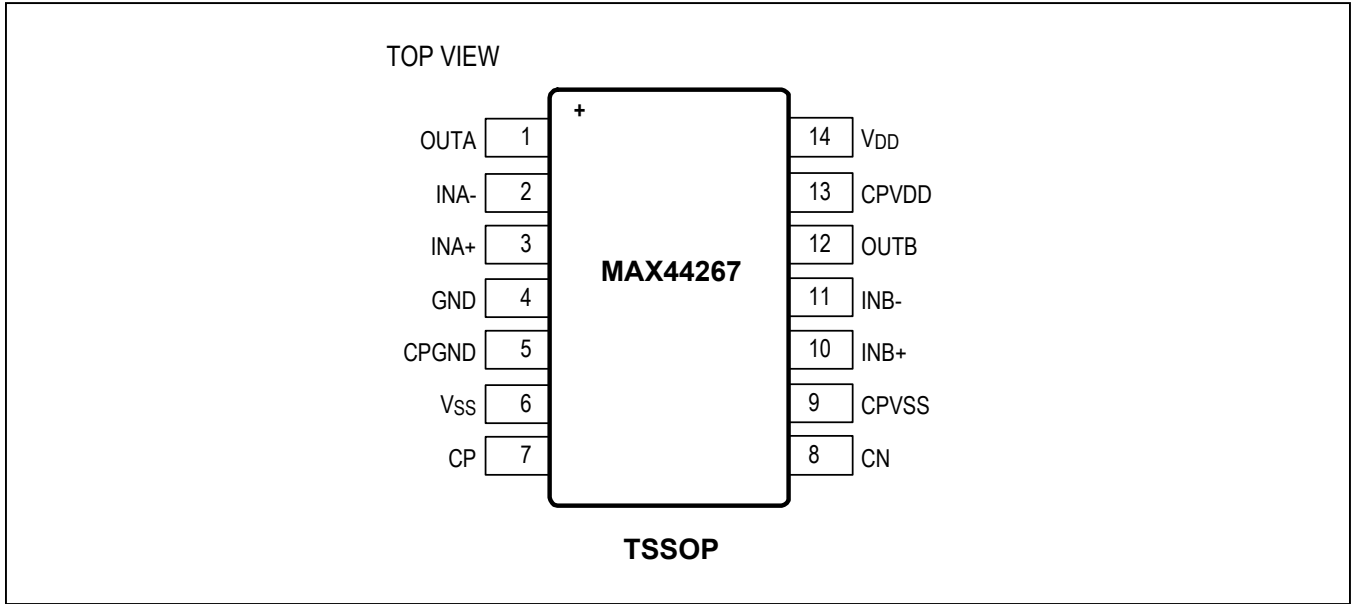 TOP VIEW
+
OUTA 1 14 VDD
INA- 2 13 CPVDD
INA+ 3 12 OUTB
MAX44267
GND 4 11 INB-
CPGND 5 10 INB+
VSS 6 9 CPVSS
CP 7 8 CN
TSSOP